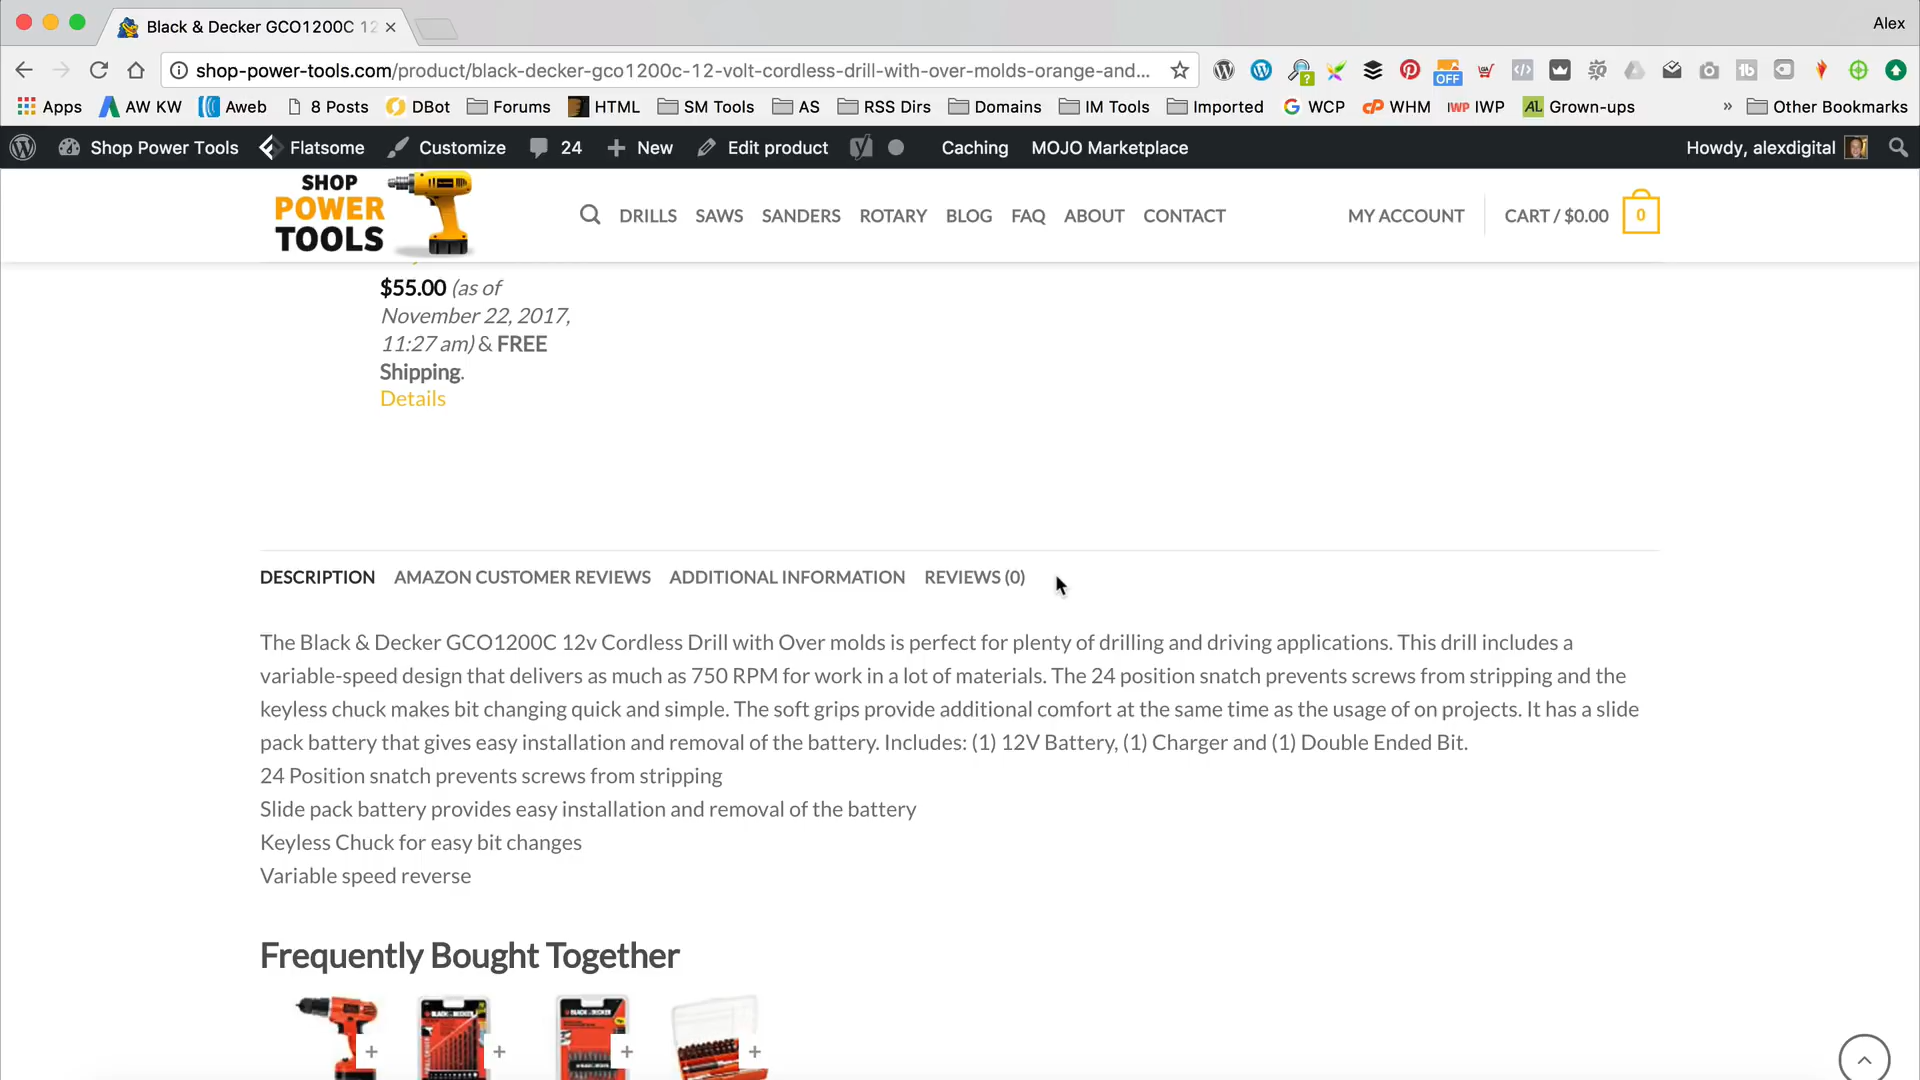 Black & Decker GCO1200C 12
Alex
shop-power-tools.com/product/black-decker-gco1200c-12-volt-cordless-drill-with-over-molds-orange-and...
OFF
Apps AW KW Aweb 8 Posts DBot Forums HTML SM Tools AS RSS Dirs Domains IM Tools Imported WCP WHM IWP IWP AL Grown-ups » Other Bookmarks
Shop Power Tools Flatsome Customize 24 New Edit product Caching MOJO Marketplace Howdy, alexdigital
SHOP
POWER
TOOLS
DRILLS SAWS SANDERS ROTARY BLOG FAQ ABOUT CONTACT MY ACCOUNT CART / $0.00 0
$55.00 (as of
November 22, 2017,
11:27 am) & FREE
Shipping.
Details
DESCRIPTION AMAZON CUSTOMER REVIEWS ADDITIONAL INFORMATION REVIEWS (0)
The Black & Decker GCO1200C 12v Cordless Drill with Over molds is perfect for plenty of drilling and driving applications. This drill includes a
variable-speed design that delivers as much as 750 RPM for work in a lot of materials. The 24 position snatch prevents screws from stripping and the
keyless chuck makes bit changing quick and simple. The soft grips provide additional comfort at the same time as the usage of on projects. It has a slide
pack battery that gives easy installation and removal of the battery. Includes: (1) 12V Battery, (1) Charger and (1) Double Ended Bit.
24 Position snatch prevents screws from stripping
Slide pack battery provides easy installation and removal of the battery
Keyless Chuck for easy bit changes
Variable speed reverse
Frequently Bought Together
BLACK & DECKER
BLACK & DECKER
+ + + +